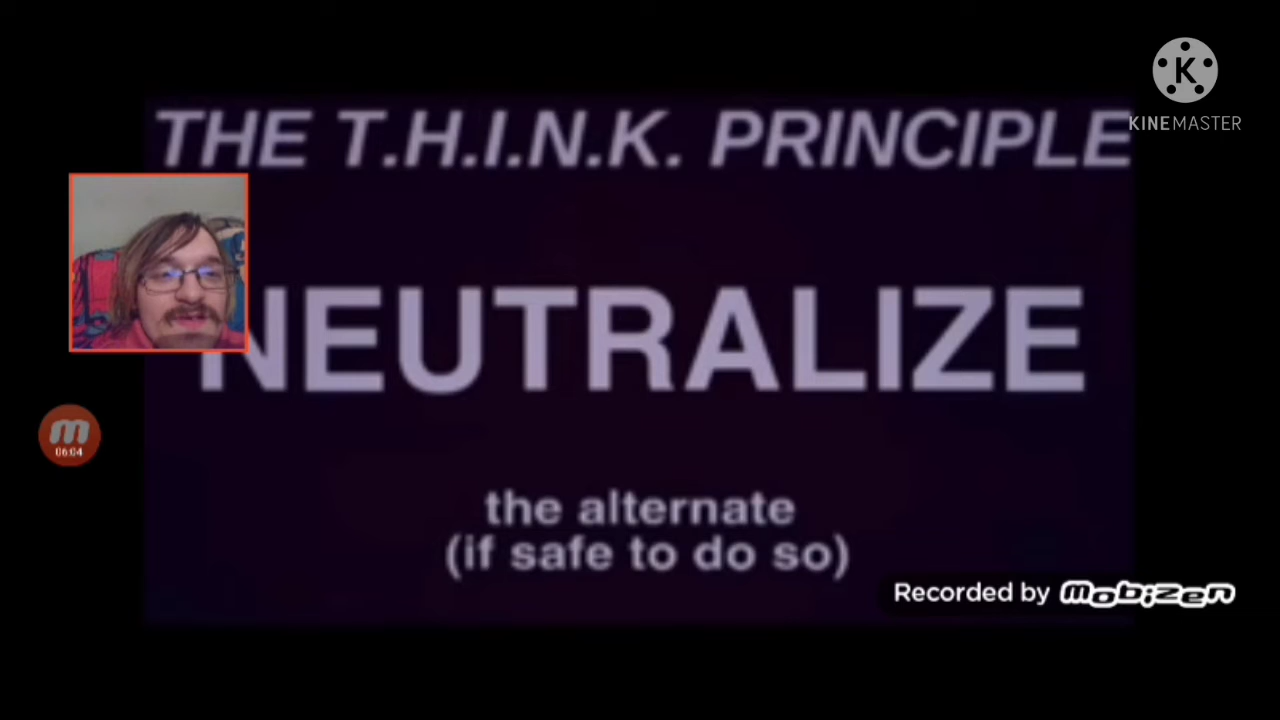 K
KINEMASTER
THE T.H.I.N.K. PRINCIPLE
NEUTRALIZE
m
06:04
the alternate
(if safe to do so)
Recorded by mobizen